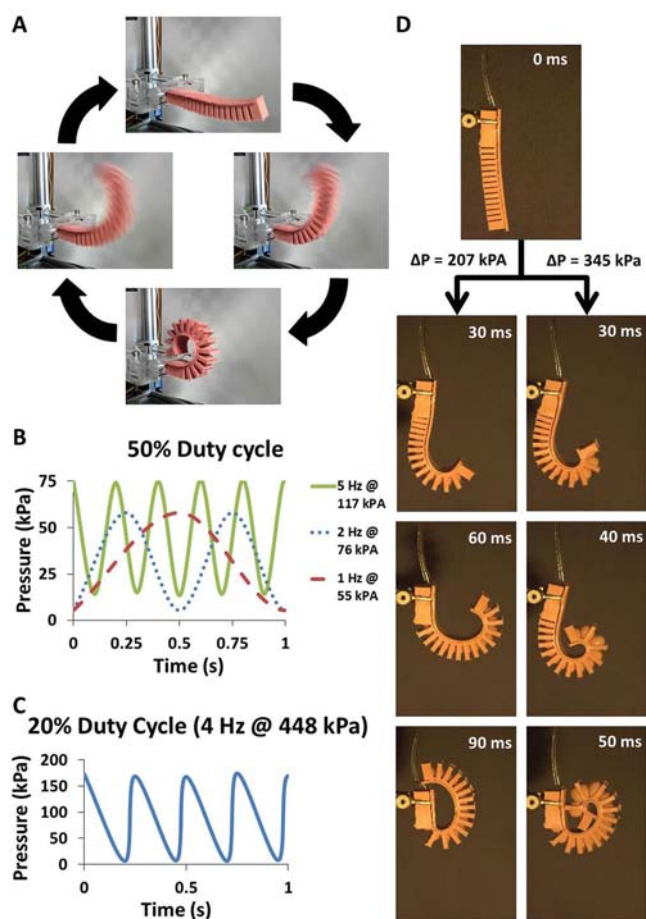 A
B
50% Duty cycle
Pressure (kPa)
75
50
25
0
0
0.25
0.5
0.75
1
Time (s)
5 Hz @
117 kPA
2 Hz @
76 kPA
1 Hz @
55 kPA
C
20% Duty Cycle (4 Hz @ 448 kPa)
Pressure (kPa)
200
150
100
50
0
0
0.5
1
Time (s)
D
0 ms
ΔP = 207 kPA
ΔP = 345 kPa
30 ms
30 ms
60 ms
40 ms
90 ms
50 ms